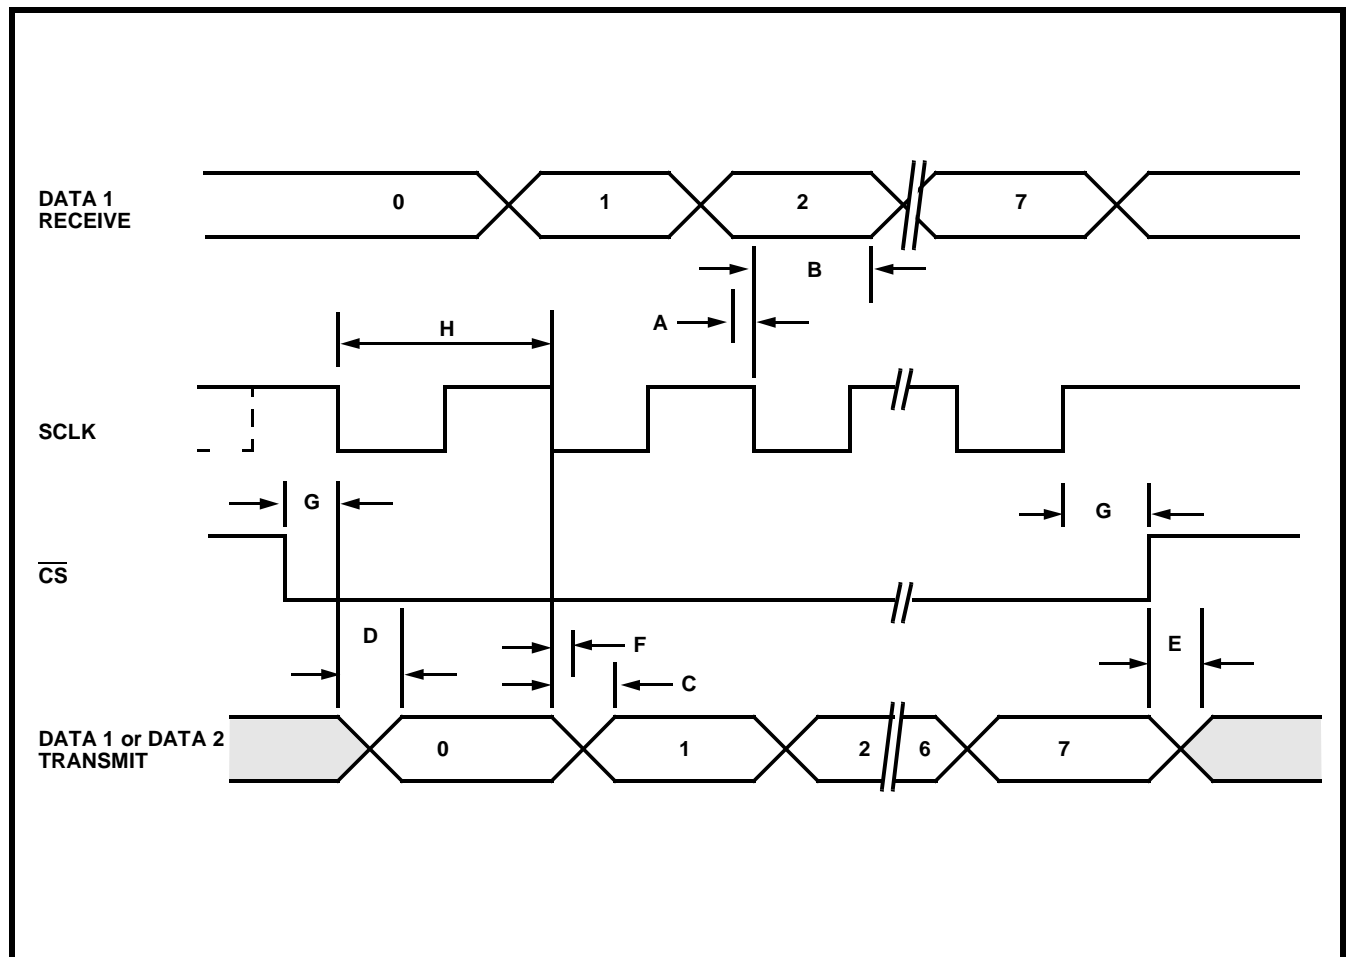 DATA 1
RECEIVE
0
1
2
7
B
A
H
SCLK
G
G
CS
D
F
E
C
DATA 1 or DATA 2
TRANSMIT
0
1
2
6
7